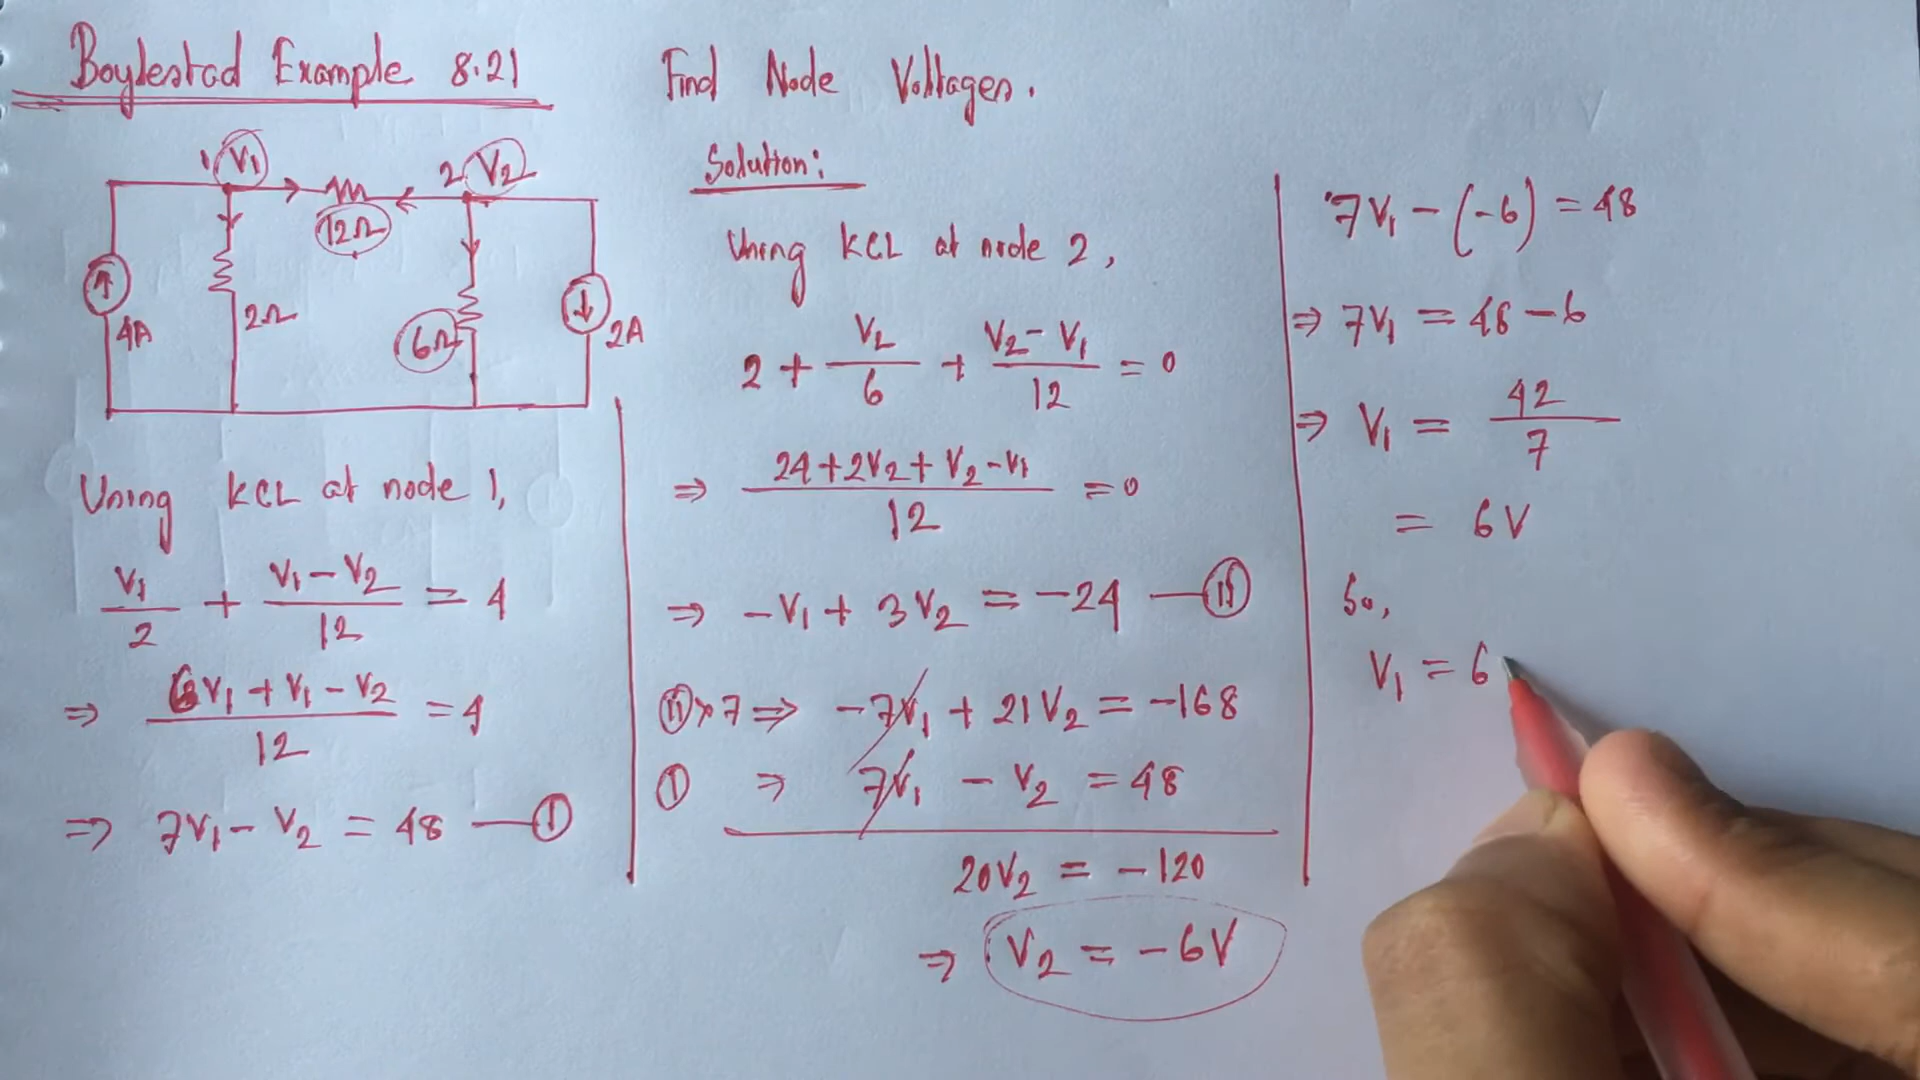 Boylestad Example 8.21
Find Node Voltages.
1 V1
2 V2
12Ω
4A
2Ω
6Ω
2A
Using KCL at node 1,
V1/2 + (V1 - V2)/12 = 4
⇒ (6V1 + V1 - V2)/12 = 4
⇒ 7V1 - V2 = 48 — (I)
Solution:
Using KCL at node 2,
2 + V2/6 + (V2 - V1)/12 = 0
⇒ (24 + 2V2 + V2 - V1)/12 = 0
⇒ -V1 + 3V2 = -24 — (II)
(II) × 7 ⇒ -7V1 + 21V2 = -168
(I) ⇒ 7V1 - V2 = 48
20V2 = -120
⇒ V2 = -6V
7V1 - (-6) = 48
⇒ 7V1 = 48 - 6
⇒ V1 = 42/7
= 6V
So,
V1 = 6